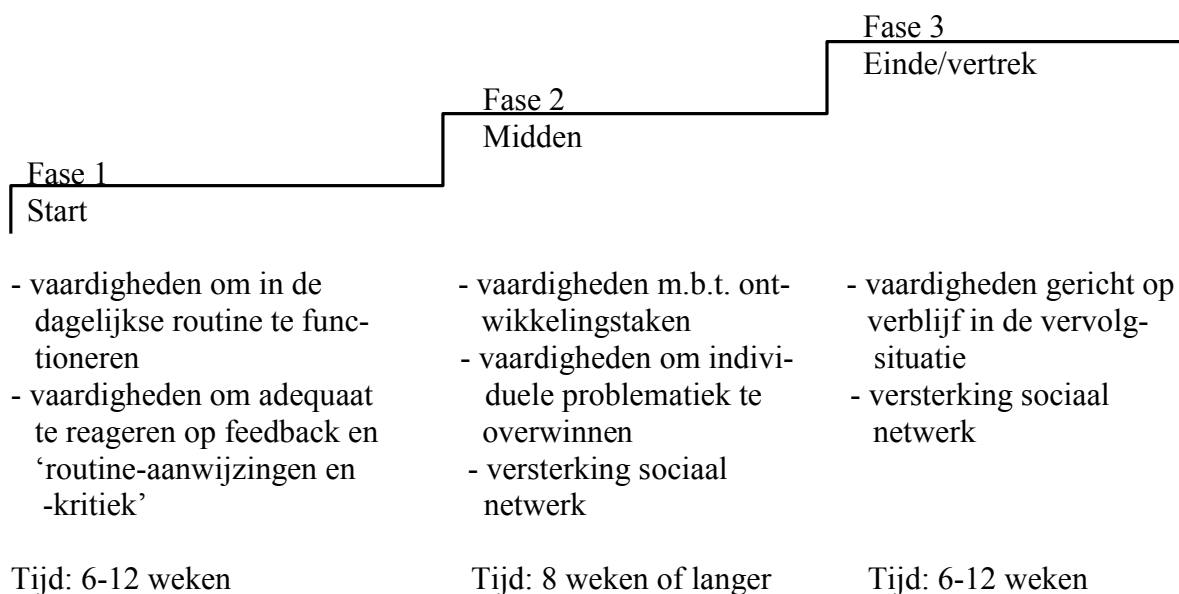 Fase 1
Start
- vaardigheden om in de
dagelijkse routine te func-
tioneren
- vaardigheden om adequaat
te reageren op feedback en
‘routine-aanwijzingen en
-kritiek’
Tijd: 6-12 weken
Fase 2
Midden
- vaardigheden m.b.t. ont-
wikkelingstaken
- vaardigheden om indivi-
duele problematiek te
overwinnen
- versterking sociaal
netwerk
Tijd: 8 weken of langer
Fase 3
Einde/vertrek
- vaardigheden gericht op
verblijf in de vervolg-
situatie
- versterking sociaal
netwerk
Tijd: 6-12 weken